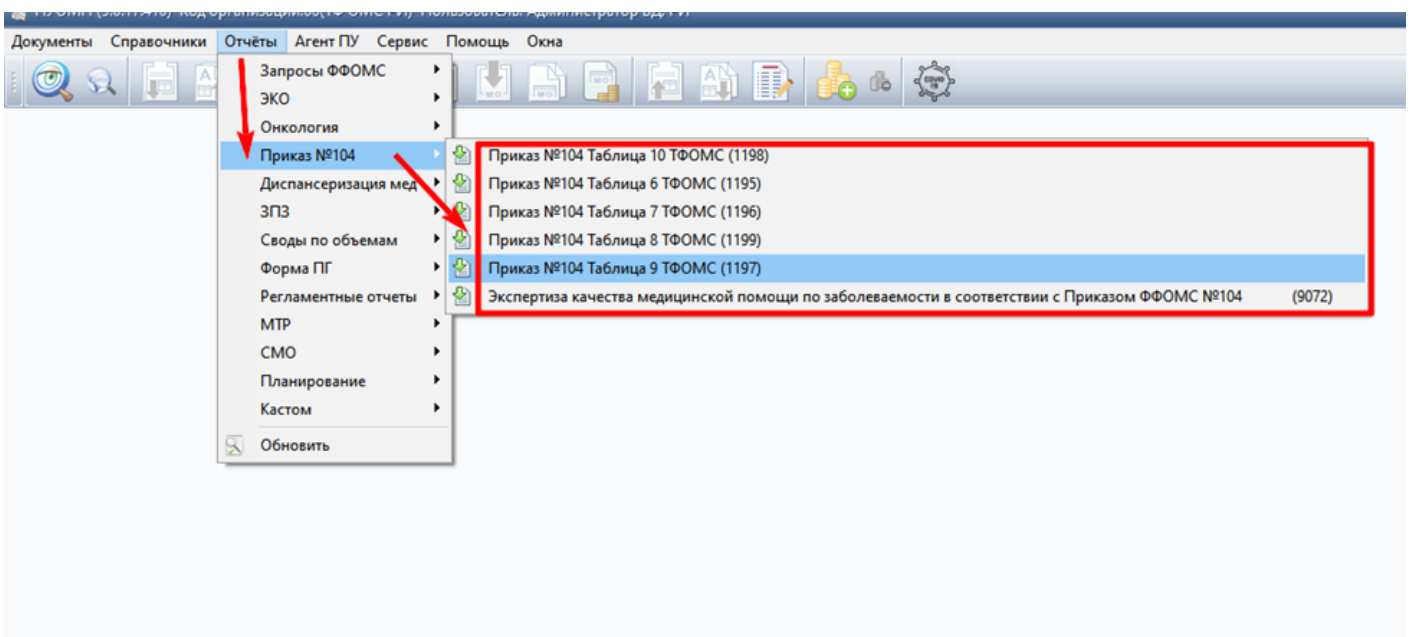 Документы Справочники Отчёты Агент ПУ Сервис Помощь Окна
Запросы ФФОМС
ЭКО
Онкология
Приказ №104
Диспансеризация мед
ЗПЗ
Своды по объемам
Форма ПГ
Регламентные отчеты
МТР
СМО
Планирование
Кастом
Обновить
Приказ №104 Таблица 10 ТФОМС (1198)
Приказ №104 Таблица 6 ТФОМС (1195)
Приказ №104 Таблица 7 ТФОМС (1196)
Приказ №104 Таблица 8 ТФОМС (1199)
Приказ №104 Таблица 9 ТФОМС (1197)
Экспертиза качества медицинской помощи по заболеваемости в соответствии с Приказом ФФОМС №104 (9072)